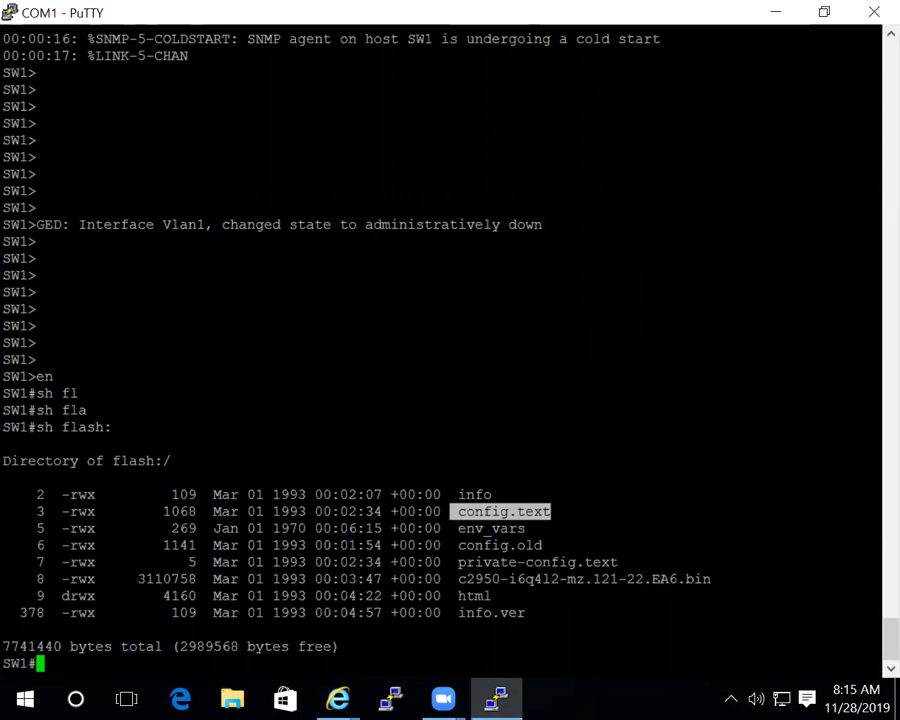 COM1 - PuTTY
00:00:16: %SNMP-5-COLDSTART: SNMP agent on host SW1 is undergoing a cold start
00:00:17: %LINK-5-CHAN
SW1>
SW1>
SW1>
SW1>
SW1>
SW1>
SW1>
SW1>
SW1>
SW1>GED: Interface Vlan1, changed state to administratively down
SW1>
SW1>
SW1>
SW1>
SW1>
SW1>
SW1>
SW1>
SW1>en
SW1#sh fl
SW1#sh fla
SW1#sh flash:
Directory of flash:/
2 -rwx 109 Mar 01 1993 00:02:07 +00:00 info
3 -rwx 1068 Mar 01 1993 00:02:34 +00:00 config.text
5 -rwx 269 Jan 01 1970 00:06:15 +00:00 env_vars
6 -rwx 1141 Mar 01 1993 00:01:54 +00:00 config.old
7 -rwx 5 Mar 01 1993 00:02:34 +00:00 private-config.text
8 -rwx 3110758 Mar 01 1993 00:03:47 +00:00 c2950-i6q4l2-mz.121-22.EA6.bin
9 drwx 4160 Mar 01 1993 00:04:22 +00:00 html
378 -rwx 109 Mar 01 1993 00:04:57 +00:00 info.ver
7741440 bytes total (2989568 bytes free)
SW1#
8:15 AM
11/28/2019